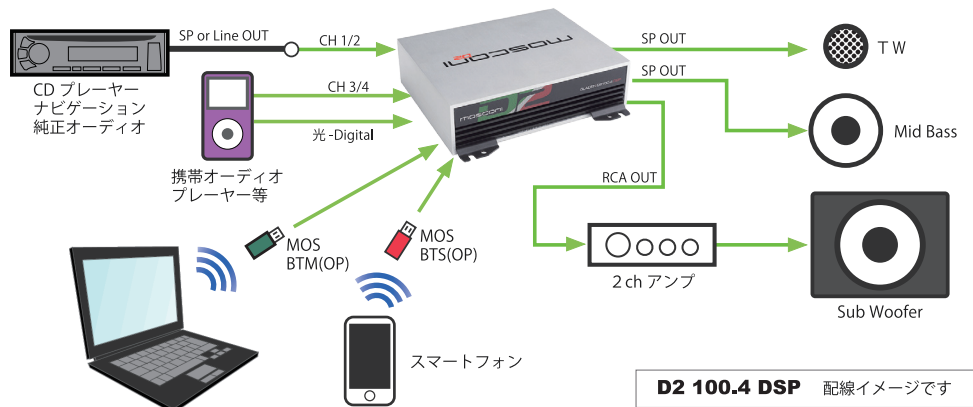 SP or Line OUT
CH 1/2
CD プレーヤー
ナビゲーション
純正オーディオ
CH 3/4
光-Digital
携帯オーディオ
プレーヤー等
mosconi
mosconi
SP OUT
TW
SP OUT
Mid Bass
RCA OUT
2 ch アンプ
Sub Woofer
MOS
BTM(OP)
MOS
BTS(OP)
スマートフォン
D2 100.4 DSP 配線イメージです